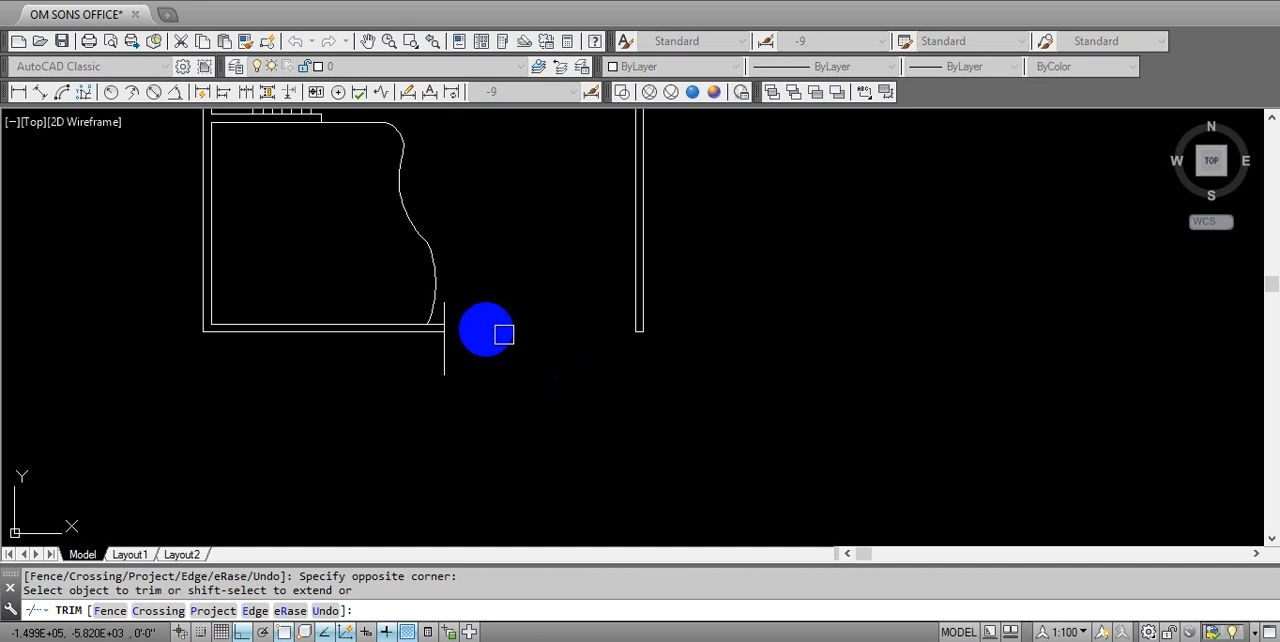 OM SONS OFFICE*
Standard -9 Standard Standard
AutoCAD Classic 0 ByLayer ByLayer ByLayer ByColor
-9
[−][Top][2D Wireframe]
N
W TOP E
S
WCS
Y
X
Model Layout1 Layout2
[Fence/Crossing/Project/Edge/eRase/Undo]: Specify opposite corner:
Select object to trim or shift-select to extend or
TRIM [Fence Crossing Project Edge eRase Undo]:
-1.499E+05, -5.820E+03 , 0'-0" MODEL 1:100